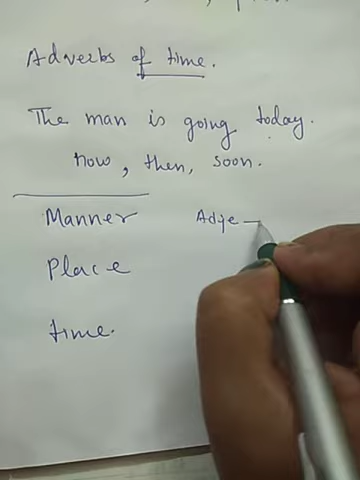 Adverbs of time.
The man is going today.
now, then, soon.
Manner Adje –
Place
time.